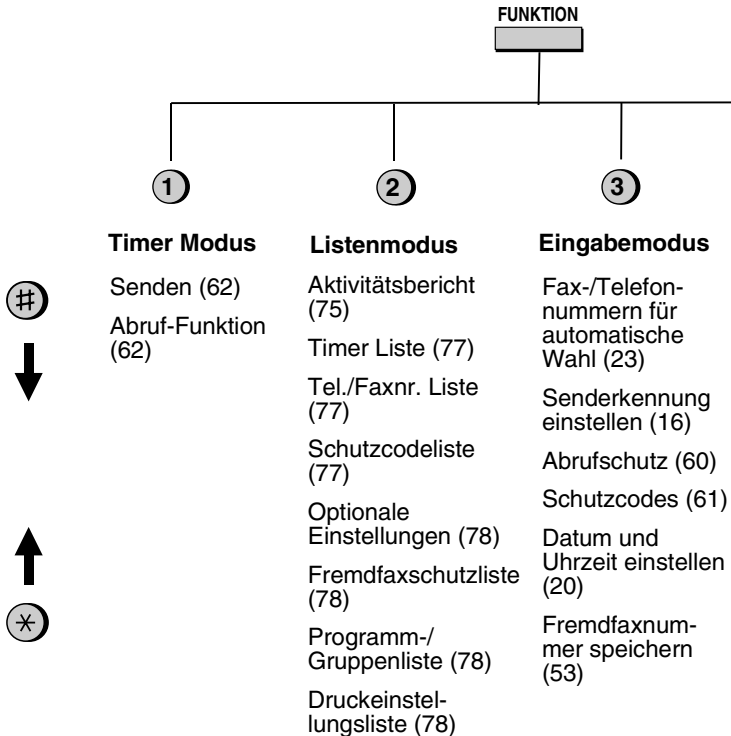 FUNKTION
1
2
3
Timer Modus
Senden (62)
Abruf-Funktion
(62)
Listenmodus
Aktivitätsbericht
(75)
Timer Liste (77)
Tel./Faxnr. Liste
(77)
Schutzcodeliste
(77)
Optionale
Einstellungen (78)
Fremdfaxschutzliste
(78)
Programm-/
Gruppenliste (78)
Druckeinstel-
lungsliste (78)
Eingabemodus
Fax-/Telefon-
nummern für
automatische
Wahl (23)
Senderkennung
einstellen (16)
Abrufschutz (60)
Schutzcodes (61)
Datum und
Uhrzeit einstellen
(20)
Fremdfaxnum-
mer speichern
(53)
#
*